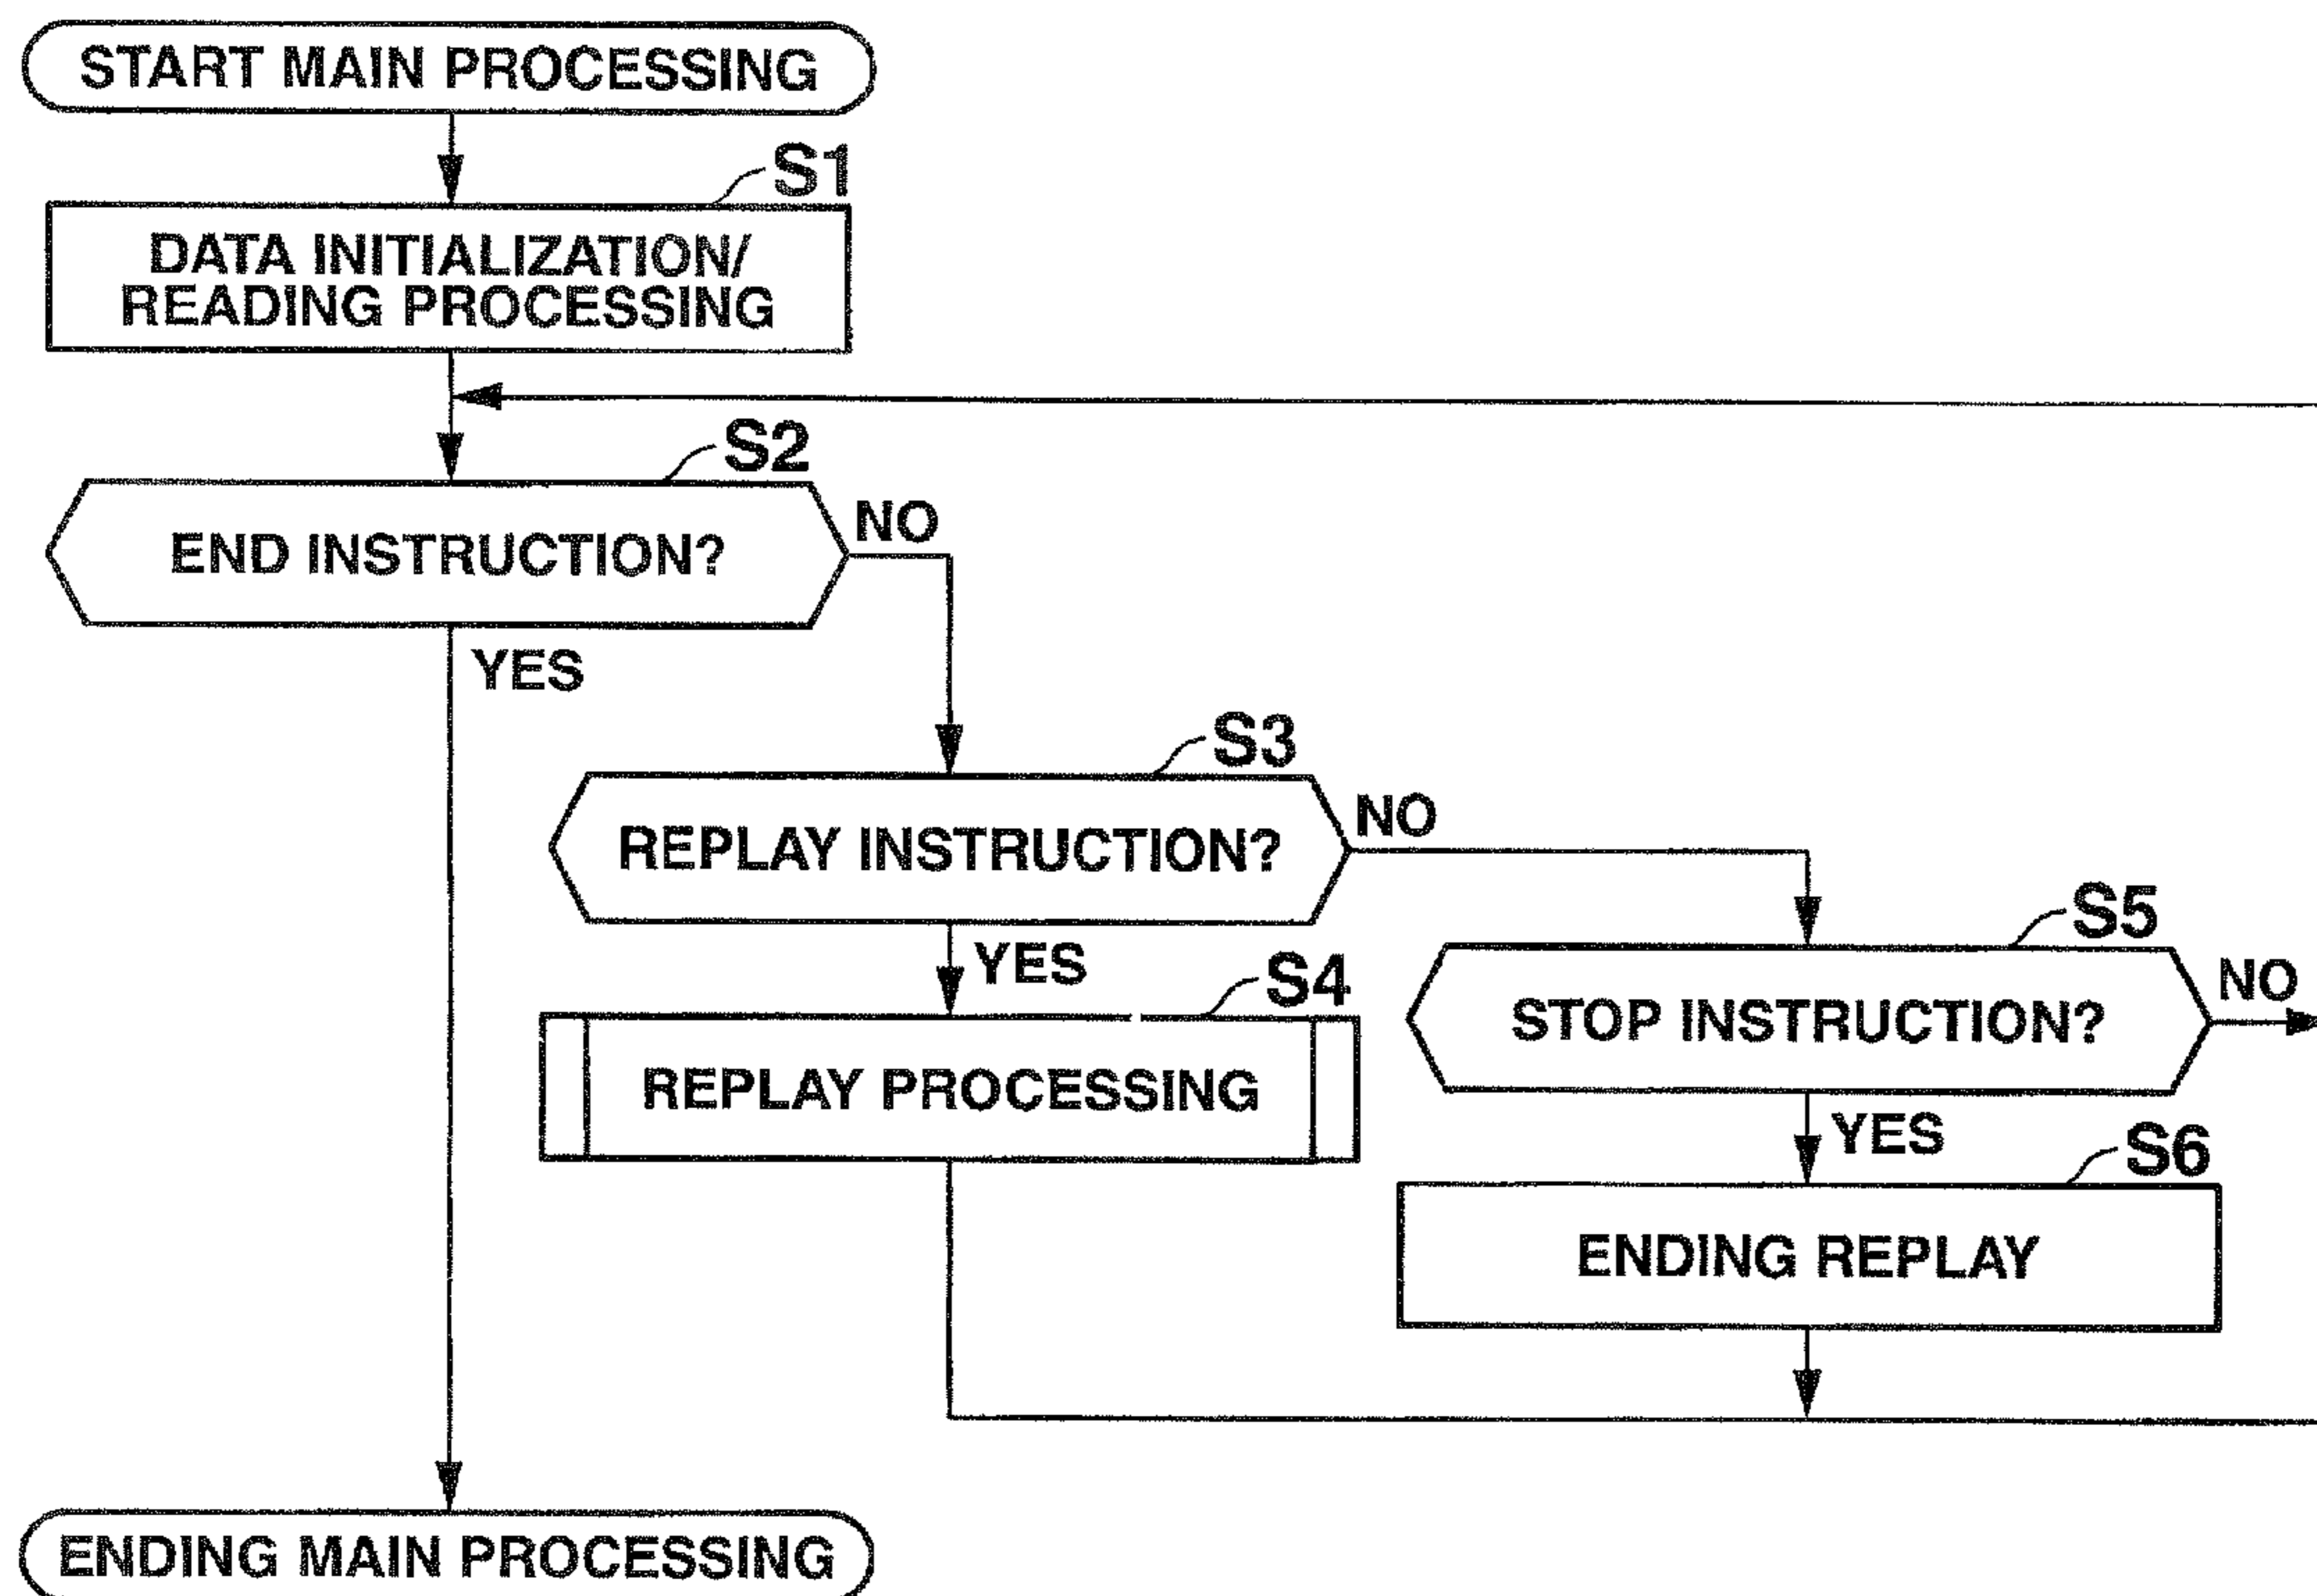 START MAIN PROCESSING
S1
DATA INITIALIZATION/
READING PROCESSING
S2
END INSTRUCTION?
NO
YES
S3
REPLAY INSTRUCTION?
NO
YES
S4
REPLAY PROCESSING
S5
STOP INSTRUCTION?
NO
YES
S6
ENDING REPLAY
ENDING MAIN PROCESSING